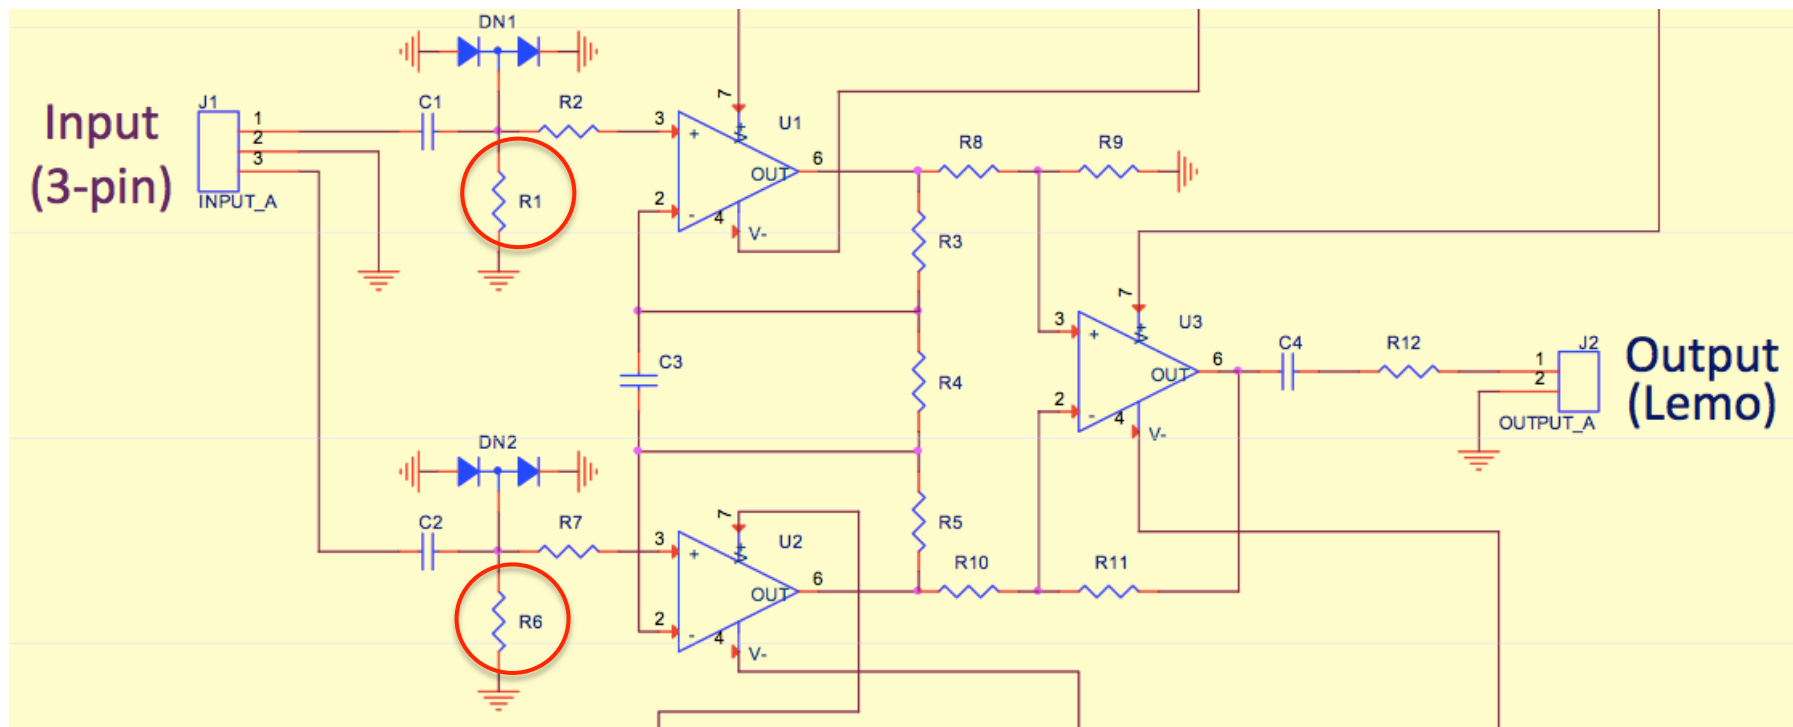 DN1
J1
Input
(3-pin)
1
2
3
INPUT_A
C1
R2
R1
3
2
+
-
7
V+
U1
OUT
6
4
V-
R8
R9
R3
C3
R4
R5
7
V+
U3
3
2
+
-
OUT
6
4
V-
C4
R12
J2
1
2
OUTPUT_A
Output
(Lemo)
DN2
C2
R7
R6
3
2
+
-
7
V+
U2
OUT
6
4
V-
R10
R11